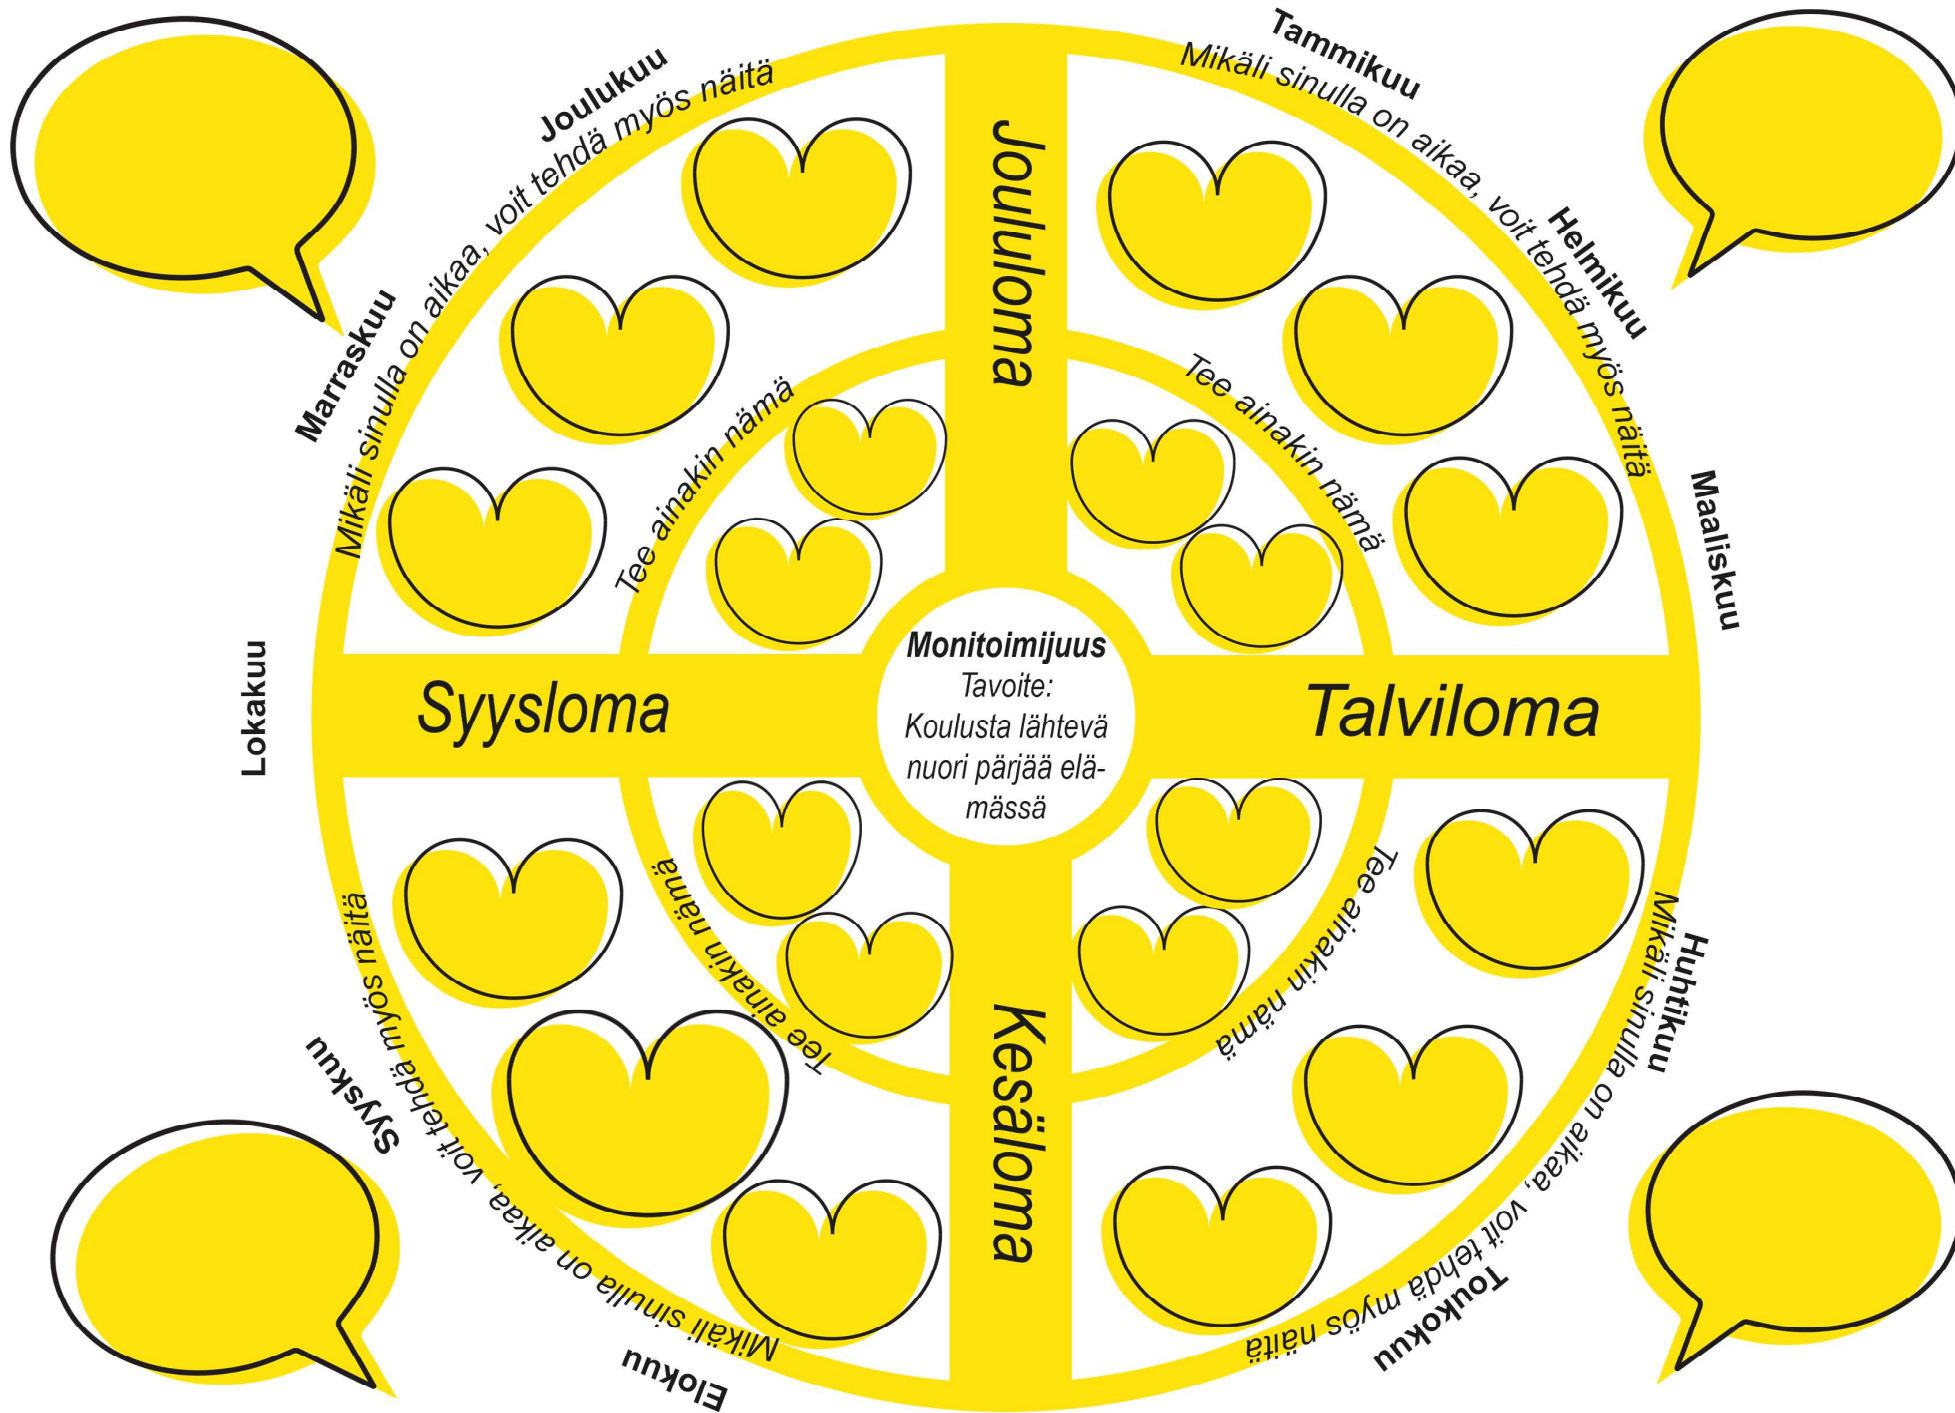 Tammikuu
Mikäli sinulla on aikaa, voit tehdä myös näitä
Helmikuu
Maaliskuu
Joulukuu
Marraskuu
Mikäli sinulla on aikaa, voit tehdä myös näitä
Joululoma
Tee ainakin nämä
Tee ainakin nämä
Lokakuu
Syysloma
Monitoimijuus
Tavoite:
Koulusta lähtevä
nuori pärjää elä-
mässä
Talviloma
Tee ainakin nämä
Tee ainakin nämä
Kesäloma
Huhtikuu
Mikäli sinulla on aikaa, voit tehdä myös näitä
Toukokuu
Syyskuu
Mikäli sinulla on aikaa, voit tehdä myös näitä
Elokuu